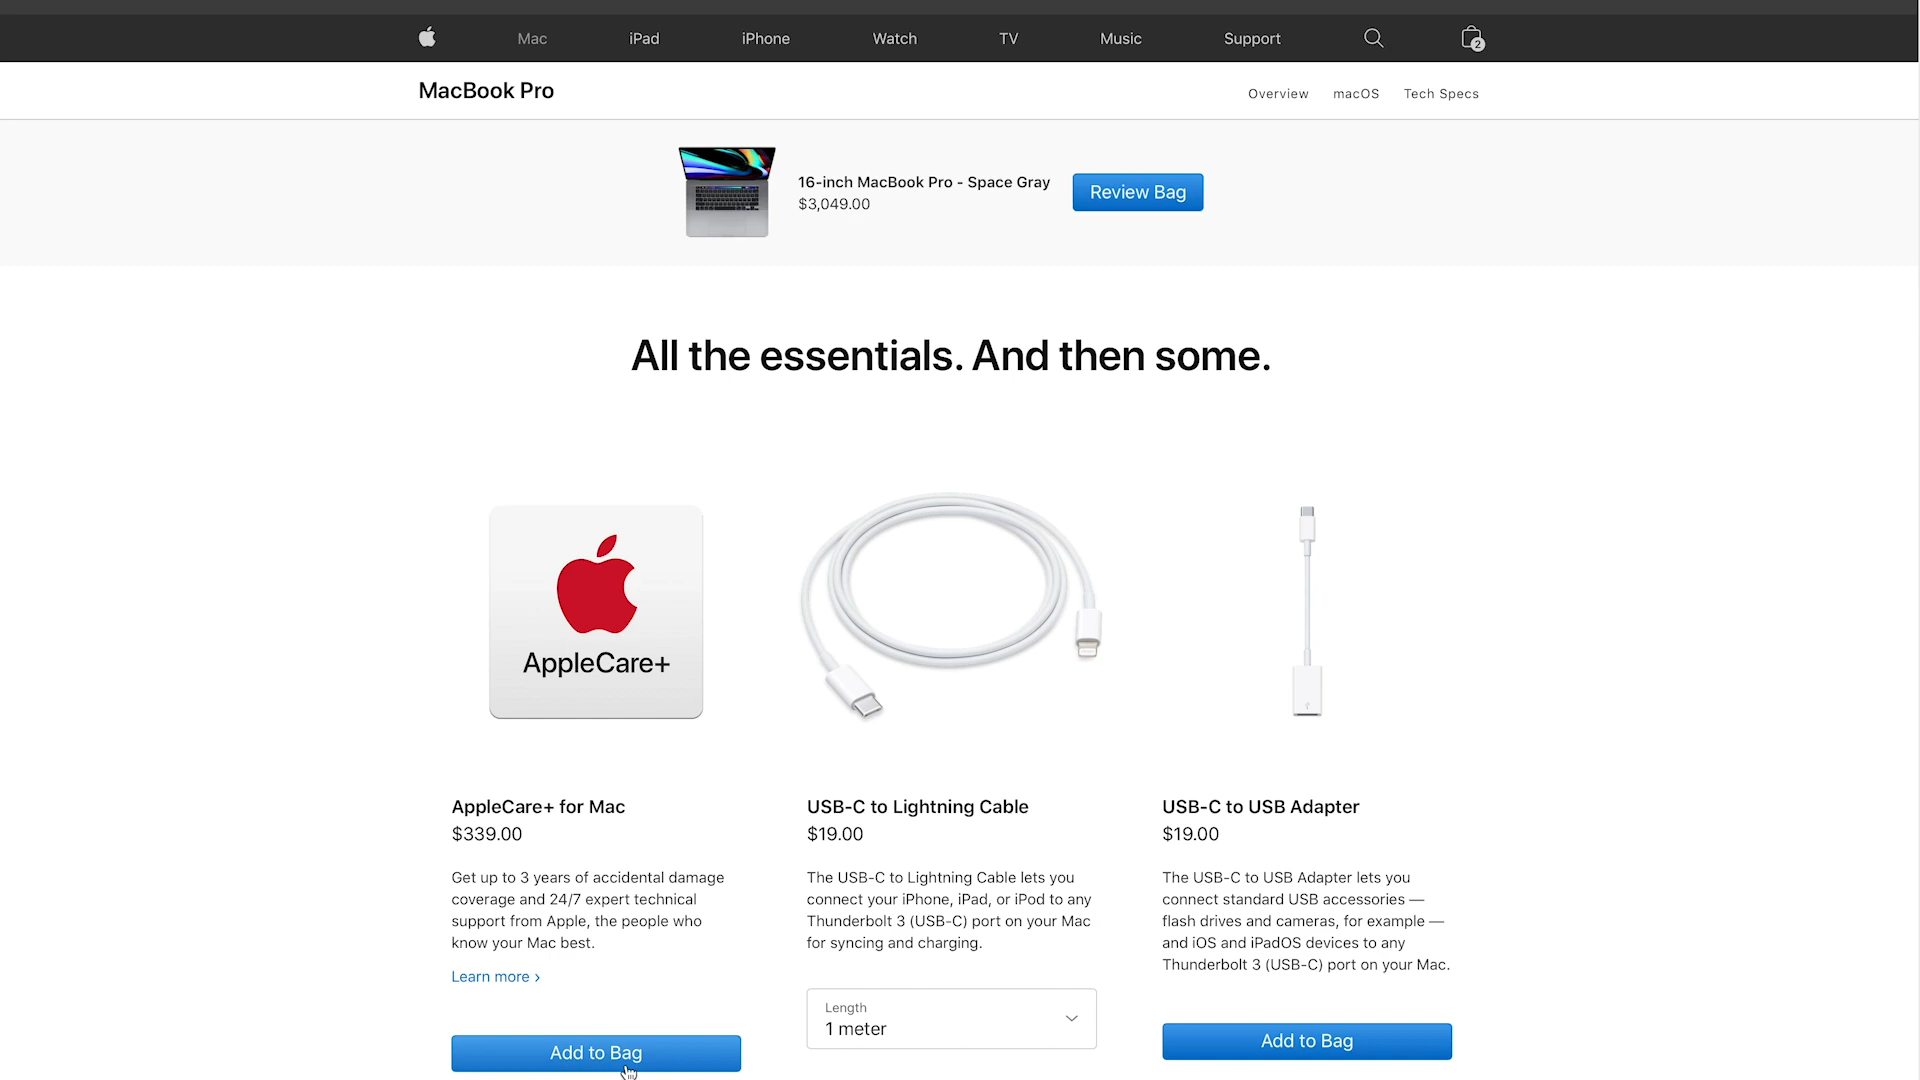 Mac iPad iPhone Watch TV Music Support 2
MacBook Pro
Overview macOS Tech Specs
16-inch MacBook Pro - Space Gray
$3,049.00
Review Bag
All the essentials. And then some.
AppleCare+
AppleCare+ for Mac
$339.00
Get up to 3 years of accidental damage
coverage and 24/7 expert technical
support from Apple, the people who
know your Mac best.
Learn more ›
Add to Bag
USB-C to Lightning Cable
$19.00
The USB-C to Lightning Cable lets you
connect your iPhone, iPad, or iPod to any
Thunderbolt 3 (USB-C) port on your Mac
for syncing and charging.
Length
1 meter
USB-C to USB Adapter
$19.00
The USB-C to USB Adapter lets you
connect standard USB accessories —
flash drives and cameras, for example —
and iOS and iPadOS devices to any
Thunderbolt 3 (USB-C) port on your Mac.
Add to Bag